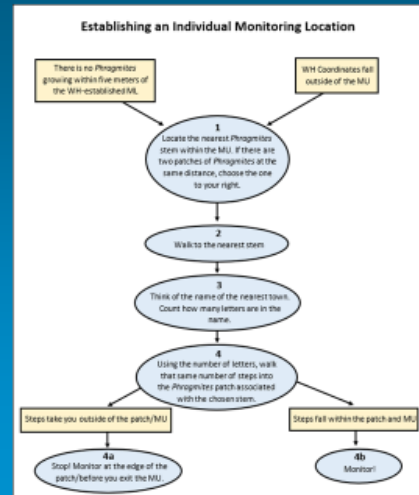 Establishing an Individual Monitoring Location
There is no Phragmites
growing within five meters of
the WH-established ML
WH Coordinates fall
outside of the MU
1
Locate the nearest Phragmites
stem within the MU. If there are
two patches of Phragmites at the
same distance, choose the one
to your right.
2
Walk to the nearest stem
3
Think of the name of the nearest town.
Count how many letters are in the
name.
4
Using the number of letters, walk
that same number of steps into
the Phragmites patch associated
with the chosen stem.
Steps take you outside of the patch/MU
Steps fall within the patch and MU
4a
Stop! Monitor at the edge of the
patch/before you exit the MU.
4b
Monitor!